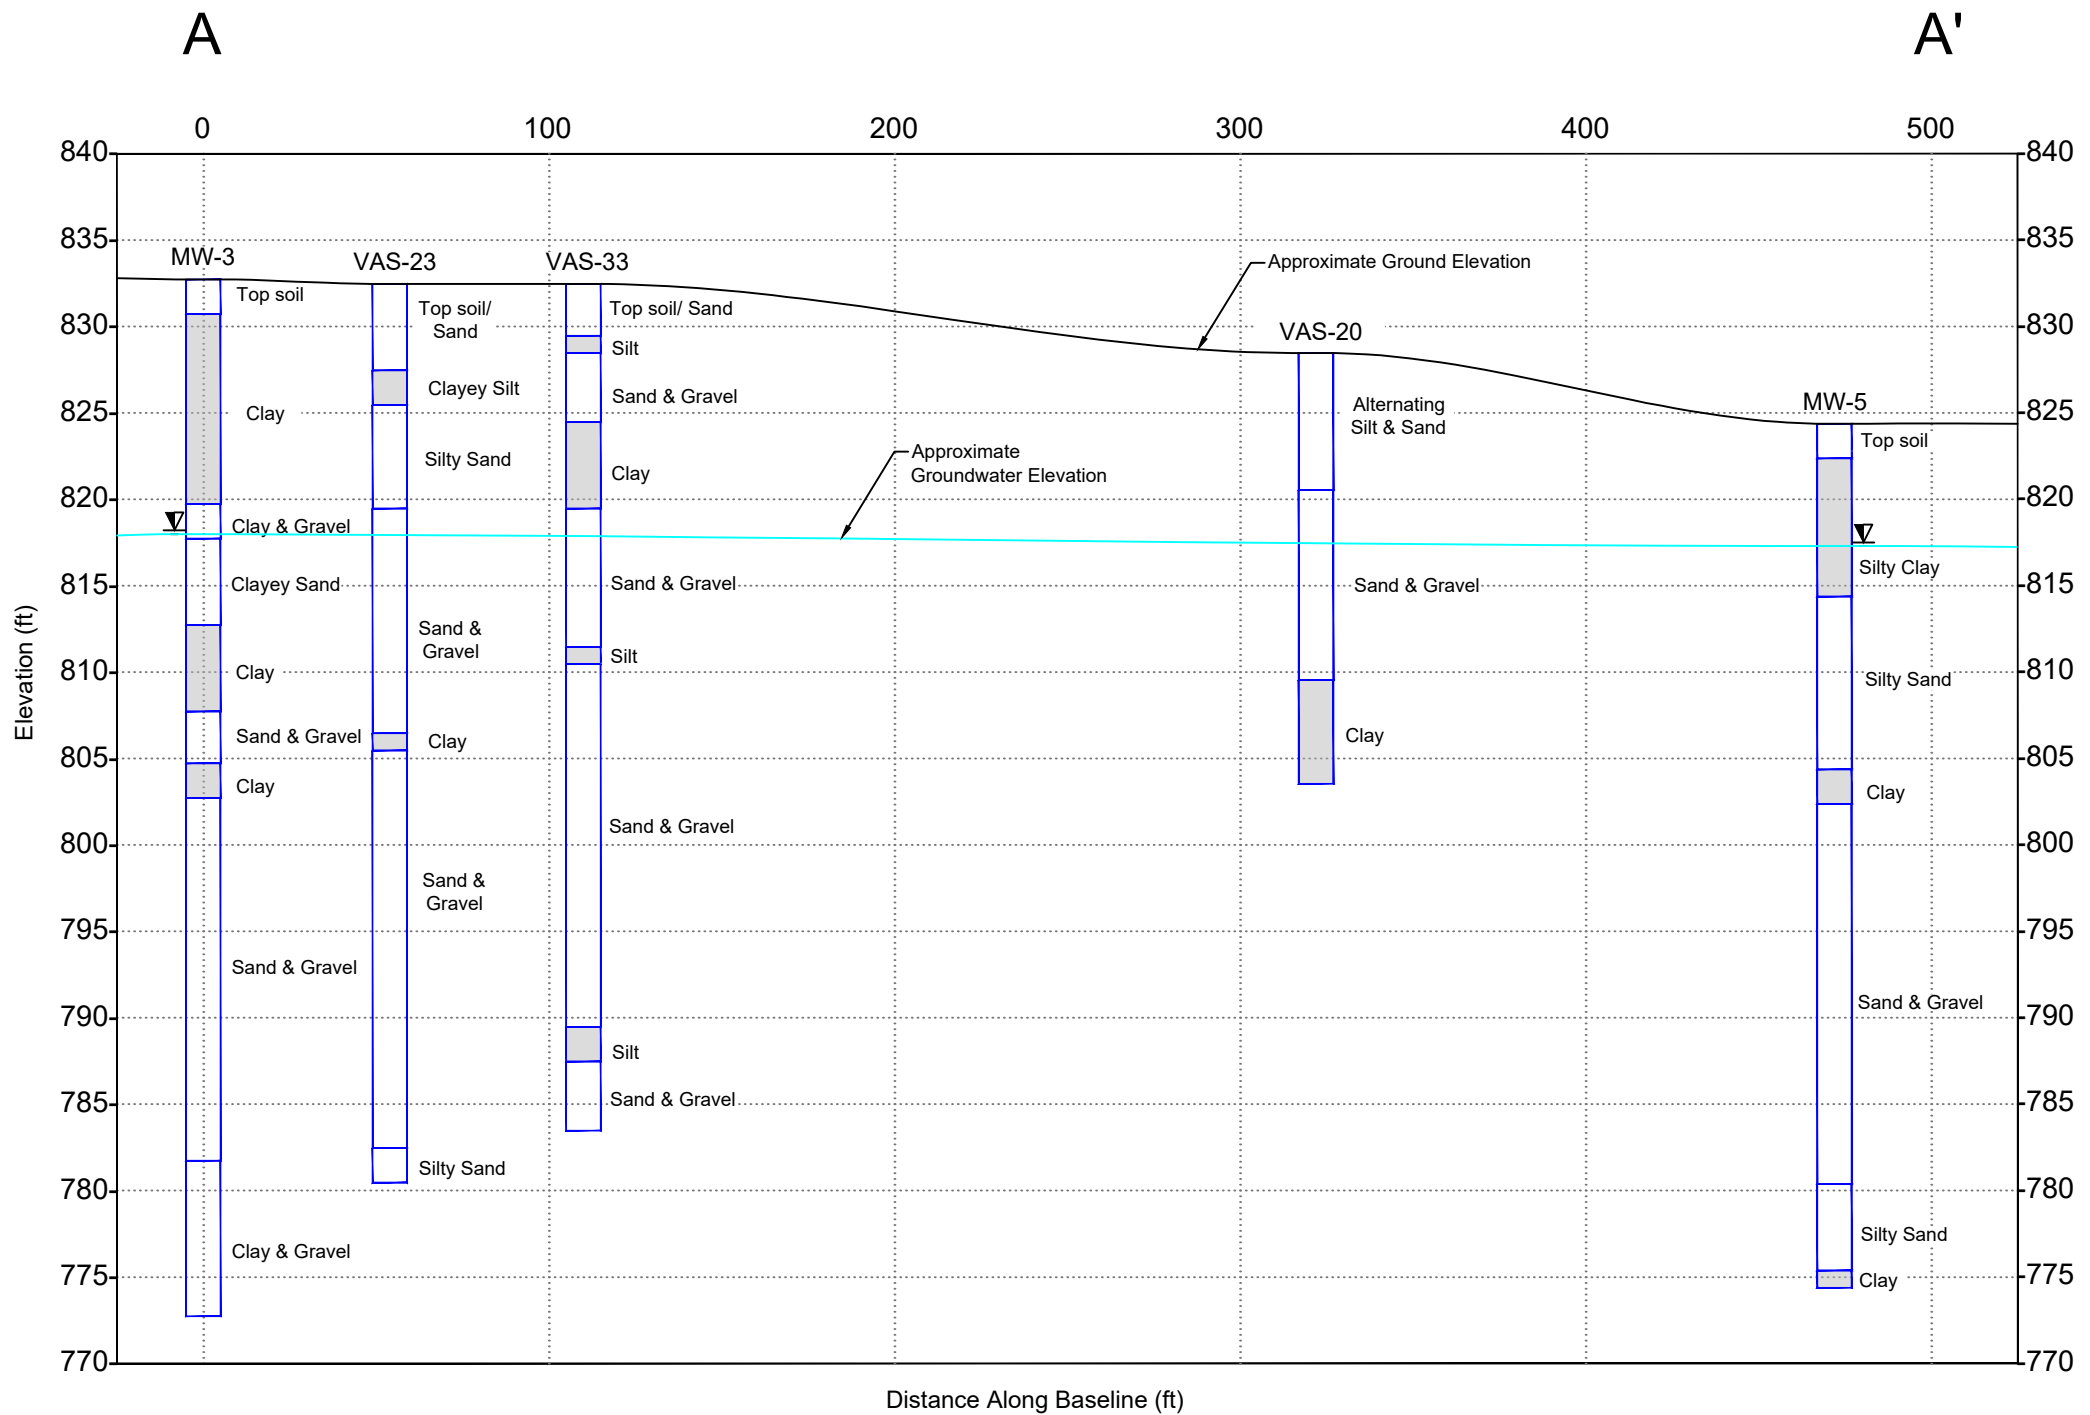 A A'
0 100 200 300 400 500
840 840
835 835
MW-3 VAS-23 VAS-33 Approximate Ground Elevation
Top soil
Top soil/ Top soil/ Sand
Sand
830 VAS-20 830
Silt
Clayey Silt
Sand & Gravel
Alternating MW-5
825 Clay Silt & Sand 825
Top soil
Approximate
Silty Sand
Clay Groundwater Elevation
820 820
Clay & Gravel
Silty Clay
815 Clayey Sand Sand & Gravel Sand & Gravel 815
Sand &
Gravel
Silt
810 Clay Silty Sand 810
Sand & Gravel Clay Clay
805 805
Clay Clay
Sand & Gravel
800 800
Sand &
Gravel
795 795
Sand & Gravel
Sand & Gravel
790 790
Silt
785 Sand & Gravel 785
Silty Sand
780 780
Silty Sand
Clay & Gravel
775 Clay 775
770 770
Elevation (ft)
Distance Along Baseline (ft)